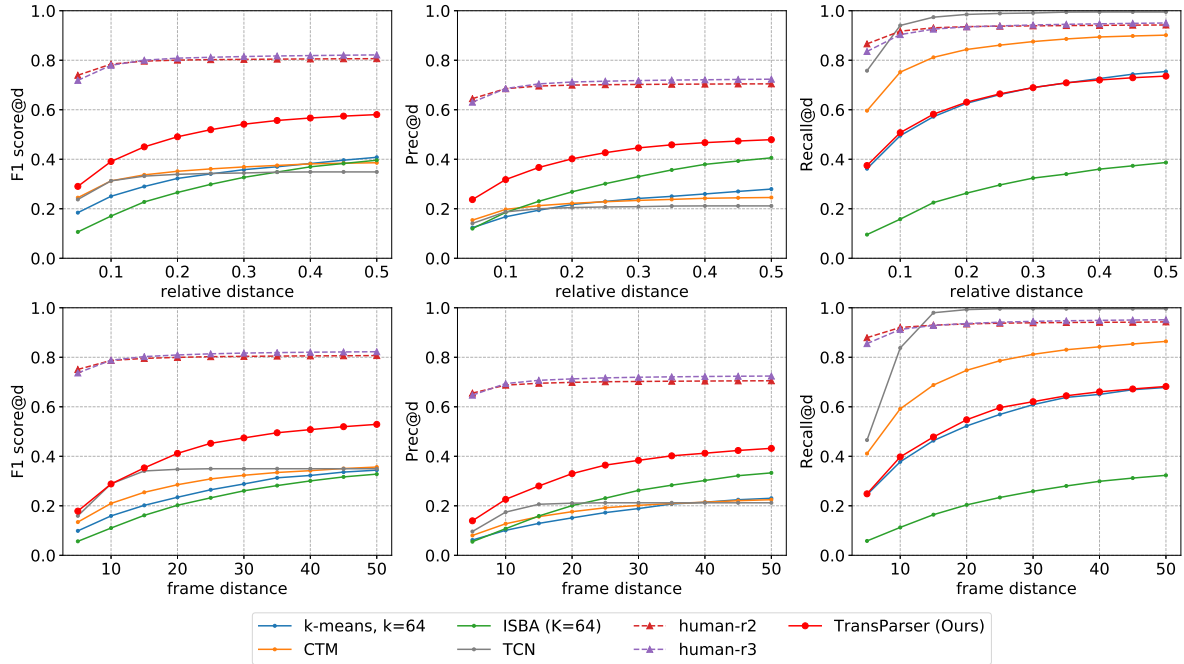 F1 score@d
1.0
0.8
0.6
0.4
0.2
0.0
0.1 0.2 0.3 0.4 0.5
relative distance
Prec@d
1.0
0.8
0.6
0.4
0.2
0.0
0.1 0.2 0.3 0.4 0.5
relative distance
Recall@d
1.0
0.8
0.6
0.4
0.2
0.0
0.1 0.2 0.3 0.4 0.5
relative distance
F1 score@d
1.0
0.8
0.6
0.4
0.2
0.0
10 20 30 40 50
frame distance
Prec@d
1.0
0.8
0.6
0.4
0.2
0.0
10 20 30 40 50
frame distance
Recall@d
1.0
0.8
0.6
0.4
0.2
0.0
10 20 30 40 50
frame distance
k-means, k=64 ISBA (K=64) human-r2 TransParser (Ours)
CTM TCN human-r3